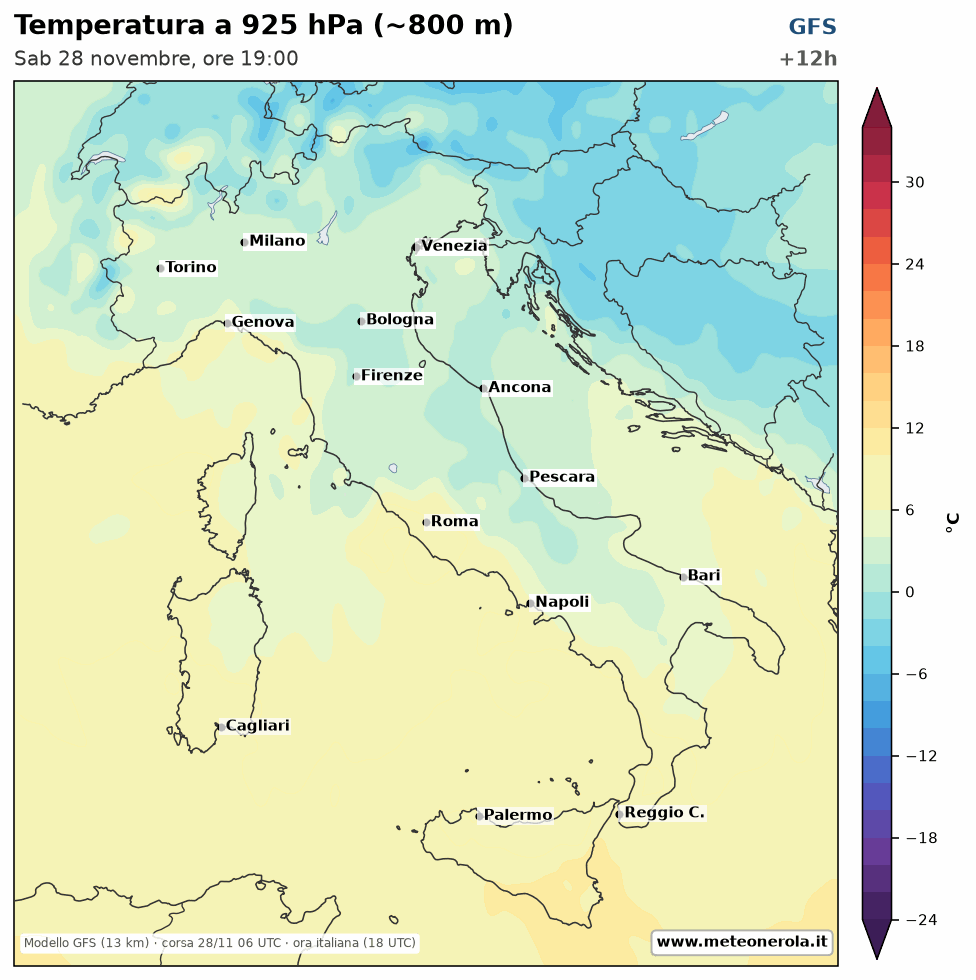 Temperatura a 925 hPa (~800 m)
GFS
Sab 28 novembre, ore 19:00
+12h
Milano
Venezia
Torino
Genova
Bologna
Firenze
Ancona
Pescara
Roma
Bari
Napoli
Cagliari
Palermo
Reggio C.
30
24
18
12
6
0
−6
−12
−18
−24
°C
Modello GFS (13 km) · corsa 28/11 06 UTC · ora italiana (18 UTC)
www.meteonerola.it